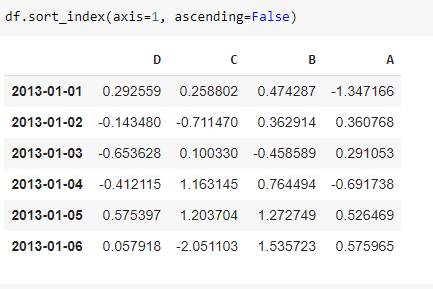 df.sort_index(axis=1, ascending=False)
D C B A
2013-01-01 0.292559 0.258802 0.474287 -1.347166
2013-01-02 -0.143480 -0.711470 0.362914 0.360768
2013-01-03 -0.653628 0.100330 -0.458589 0.291053
2013-01-04 -0.412115 1.163145 0.764494 -0.691738
2013-01-05 0.575397 1.203704 1.272749 0.526469
2013-01-06 0.057918 -2.051103 1.535723 0.575965